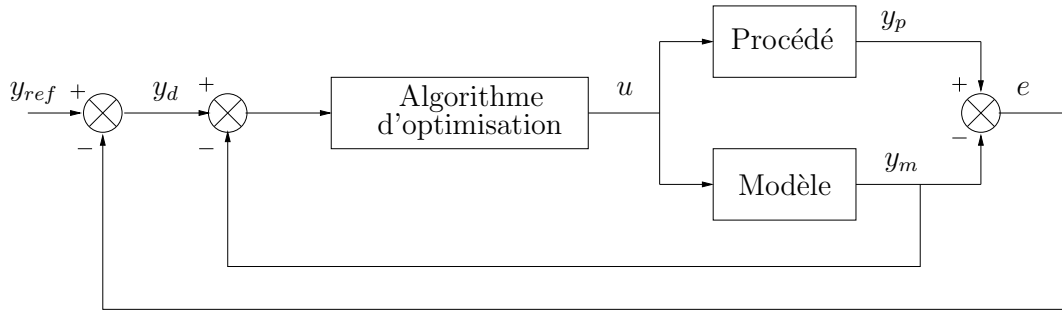 y_ref
+
−
y_d
+
−
Algorithme
d'optimisation
u
Procédé
y_p
Modèle
y_m
+
−
e